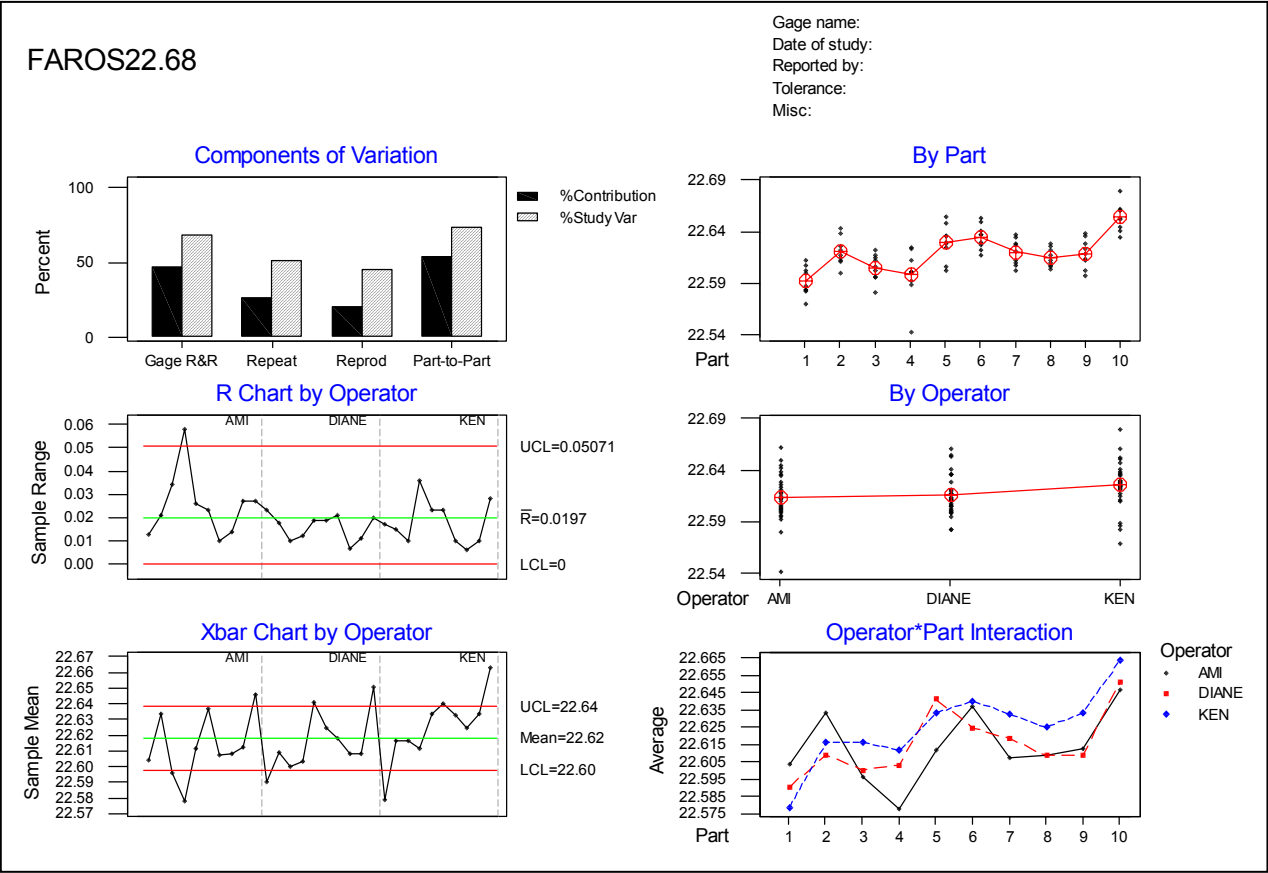 FAROS22.68
Gage name:
Date of study:
Reported by:
Tolerance:
Misc:
Components of Variation
100
50
0
Percent
Gage R&R Repeat Reprod Part-to-Part
%Contribution
%Study Var
By Part
22.69
22.64
22.59
22.54
Part 1 2 3 4 5 6 7 8 9 10
R Chart by Operator
AMI DIANE KEN
0.06
0.05
0.04
0.03
0.02
0.01
0.00
Sample Range
UCL=0.05071
R=0.0197
LCL=0
By Operator
22.69
22.64
22.59
22.54
Operator AMI DIANE KEN
Xbar Chart by Operator
AMI DIANE KEN
22.67
22.66
22.65
22.64
22.63
22.62
22.61
22.60
22.59
22.58
22.57
Sample Mean
UCL=22.64
Mean=22.62
LCL=22.60
Operator*Part Interaction
22.665
22.655
22.645
22.635
22.625
22.615
22.605
22.595
22.585
22.575
Average
Part 1 2 3 4 5 6 7 8 9 10
Operator
AMI
DIANE
KEN